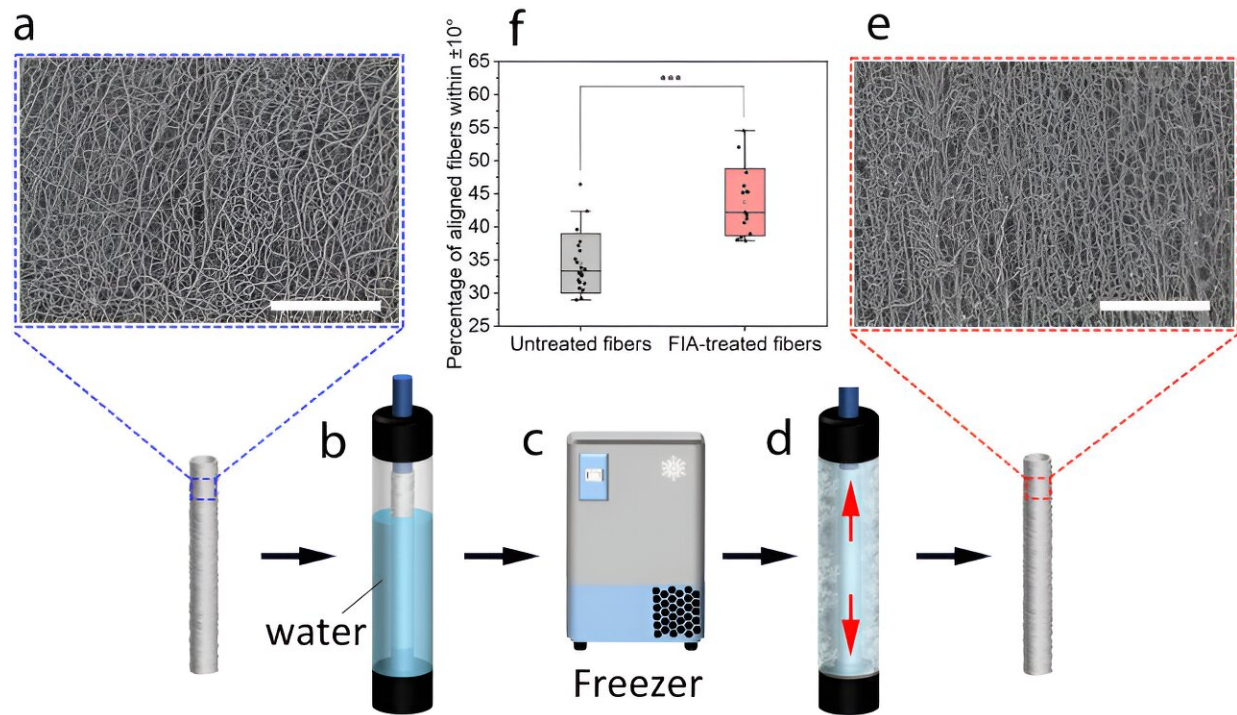 a
f
e
Percentage of aligned fibers within ±10°
65
60
55
50
45
40
35
30
25
***
Untreated fibers
FIA-treated fibers
b
c
d
water
Freezer